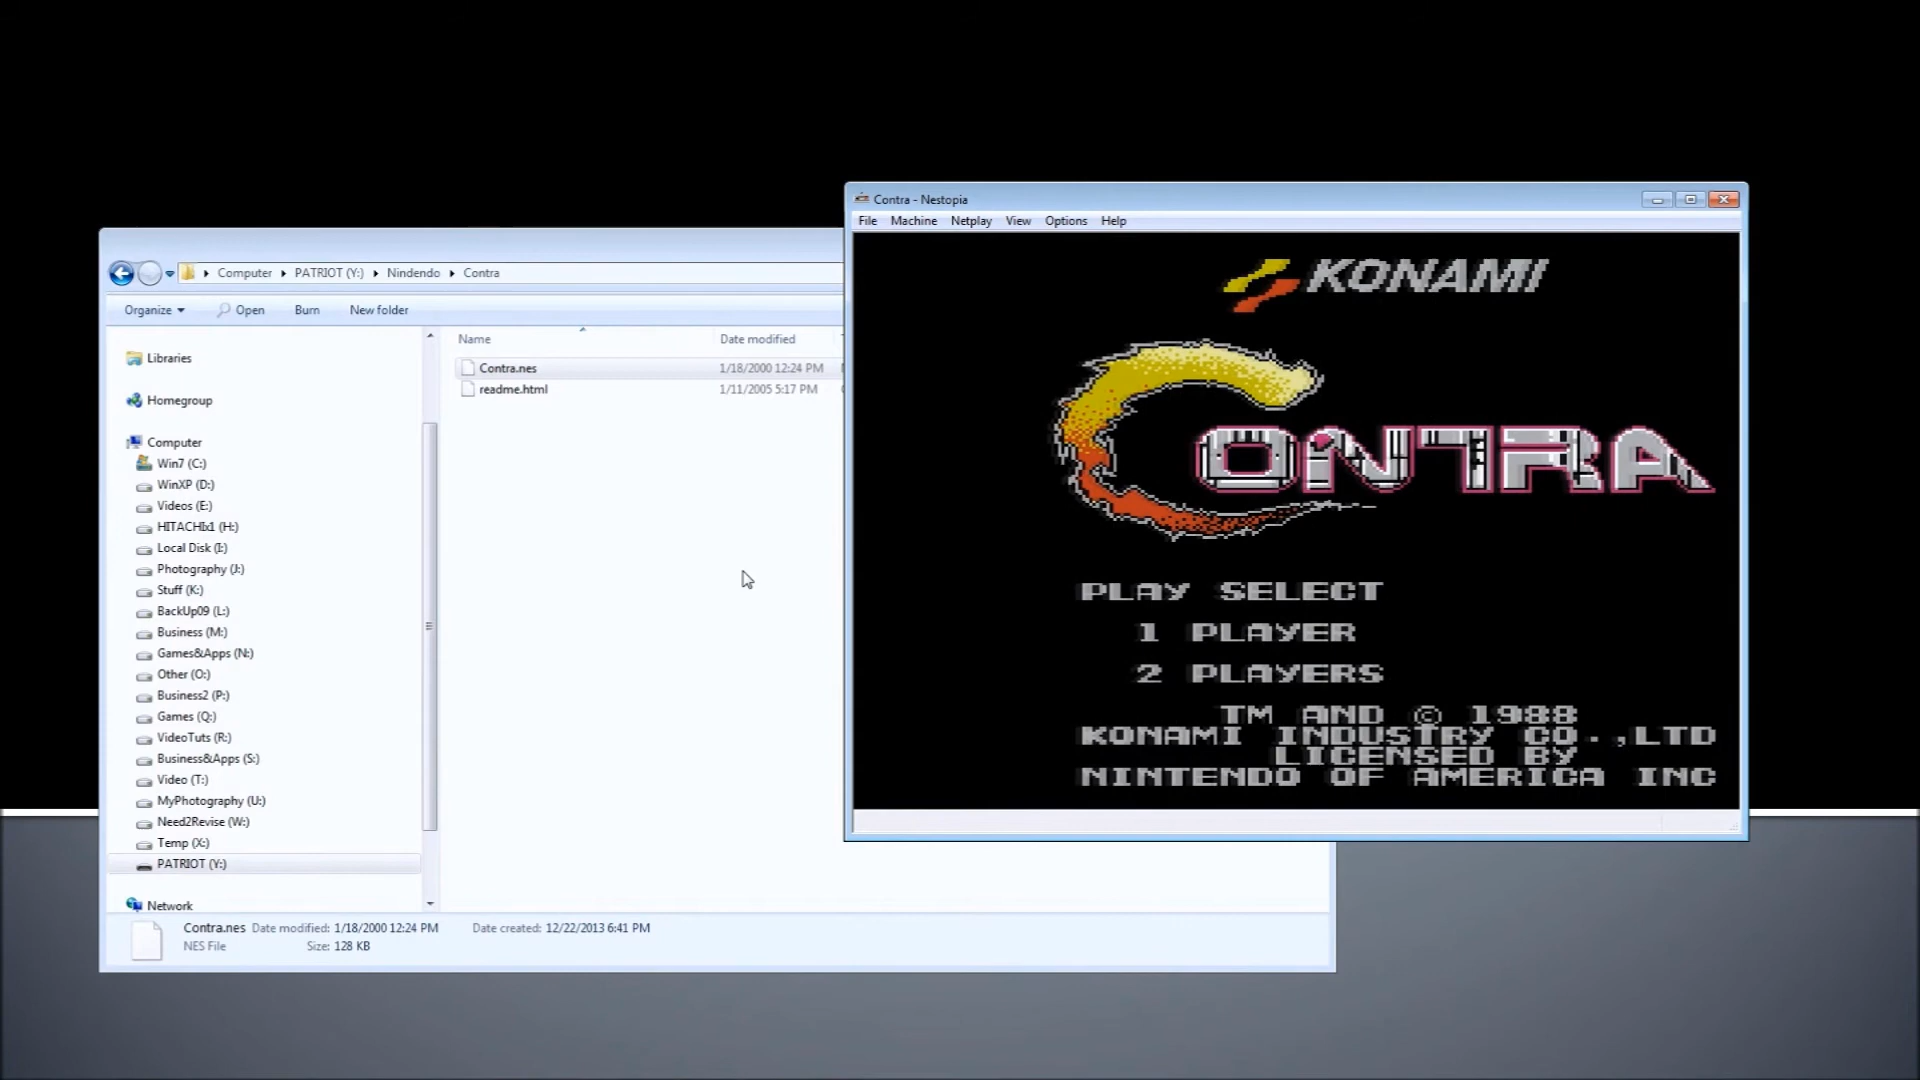 Computer PATRIOT (Y:) Nindendo Contra
Organize Open Burn New folder
Libraries
Homegroup
Computer
Win7 (C:)
WinXP (D:)
Videos (E:)
HITACHIx1 (H:)
Local Disk (I:)
Photography (J:)
Stuff (K:)
BackUp09 (L:)
Business (M:)
Games&Apps (N:)
Other (O:)
Business2 (P:)
Games (Q:)
VideoTuts (R:)
Business&Apps (S:)
Video (T:)
MyPhotography (U:)
Need2Revise (W:)
Temp (X:)
PATRIOT (Y:)
Network
Name Date modified
Contra.nes 1/18/2000 12:24 PM
readme.html 1/11/2005 5:17 PM
Contra.nes Date modified: 1/18/2000 12:24 PM Date created: 12/22/2013 6:41 PM
NES File Size: 128 KB
Contra - Nestopia
File Machine Netplay View Options Help
KONAMI
CONTRA
PLAY SELECT
1 PLAYER
2 PLAYERS
TM AND © 1988
KONAMI INDUSTRY CO.,LTD
LICENSED BY
NINTENDO OF AMERICA INC